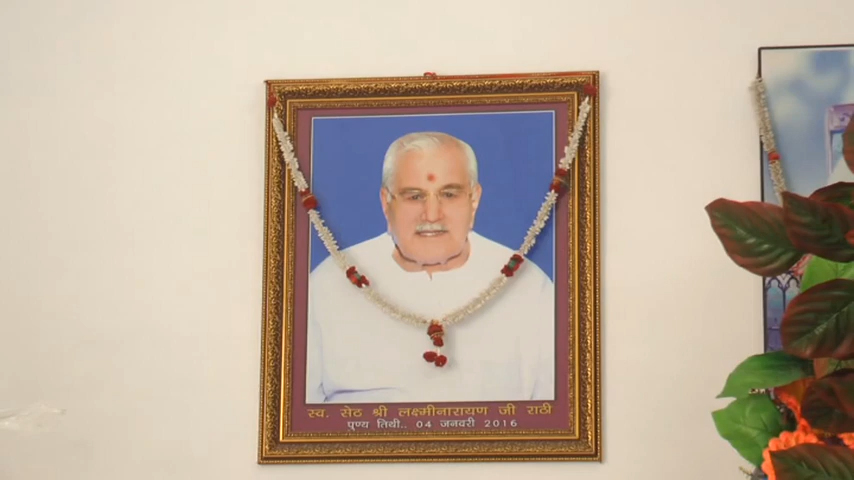 स्व. सेठ श्री लक्ष्मीनारायण जी राठी
पूण्य तिथी.. 04 जनवरी 2016